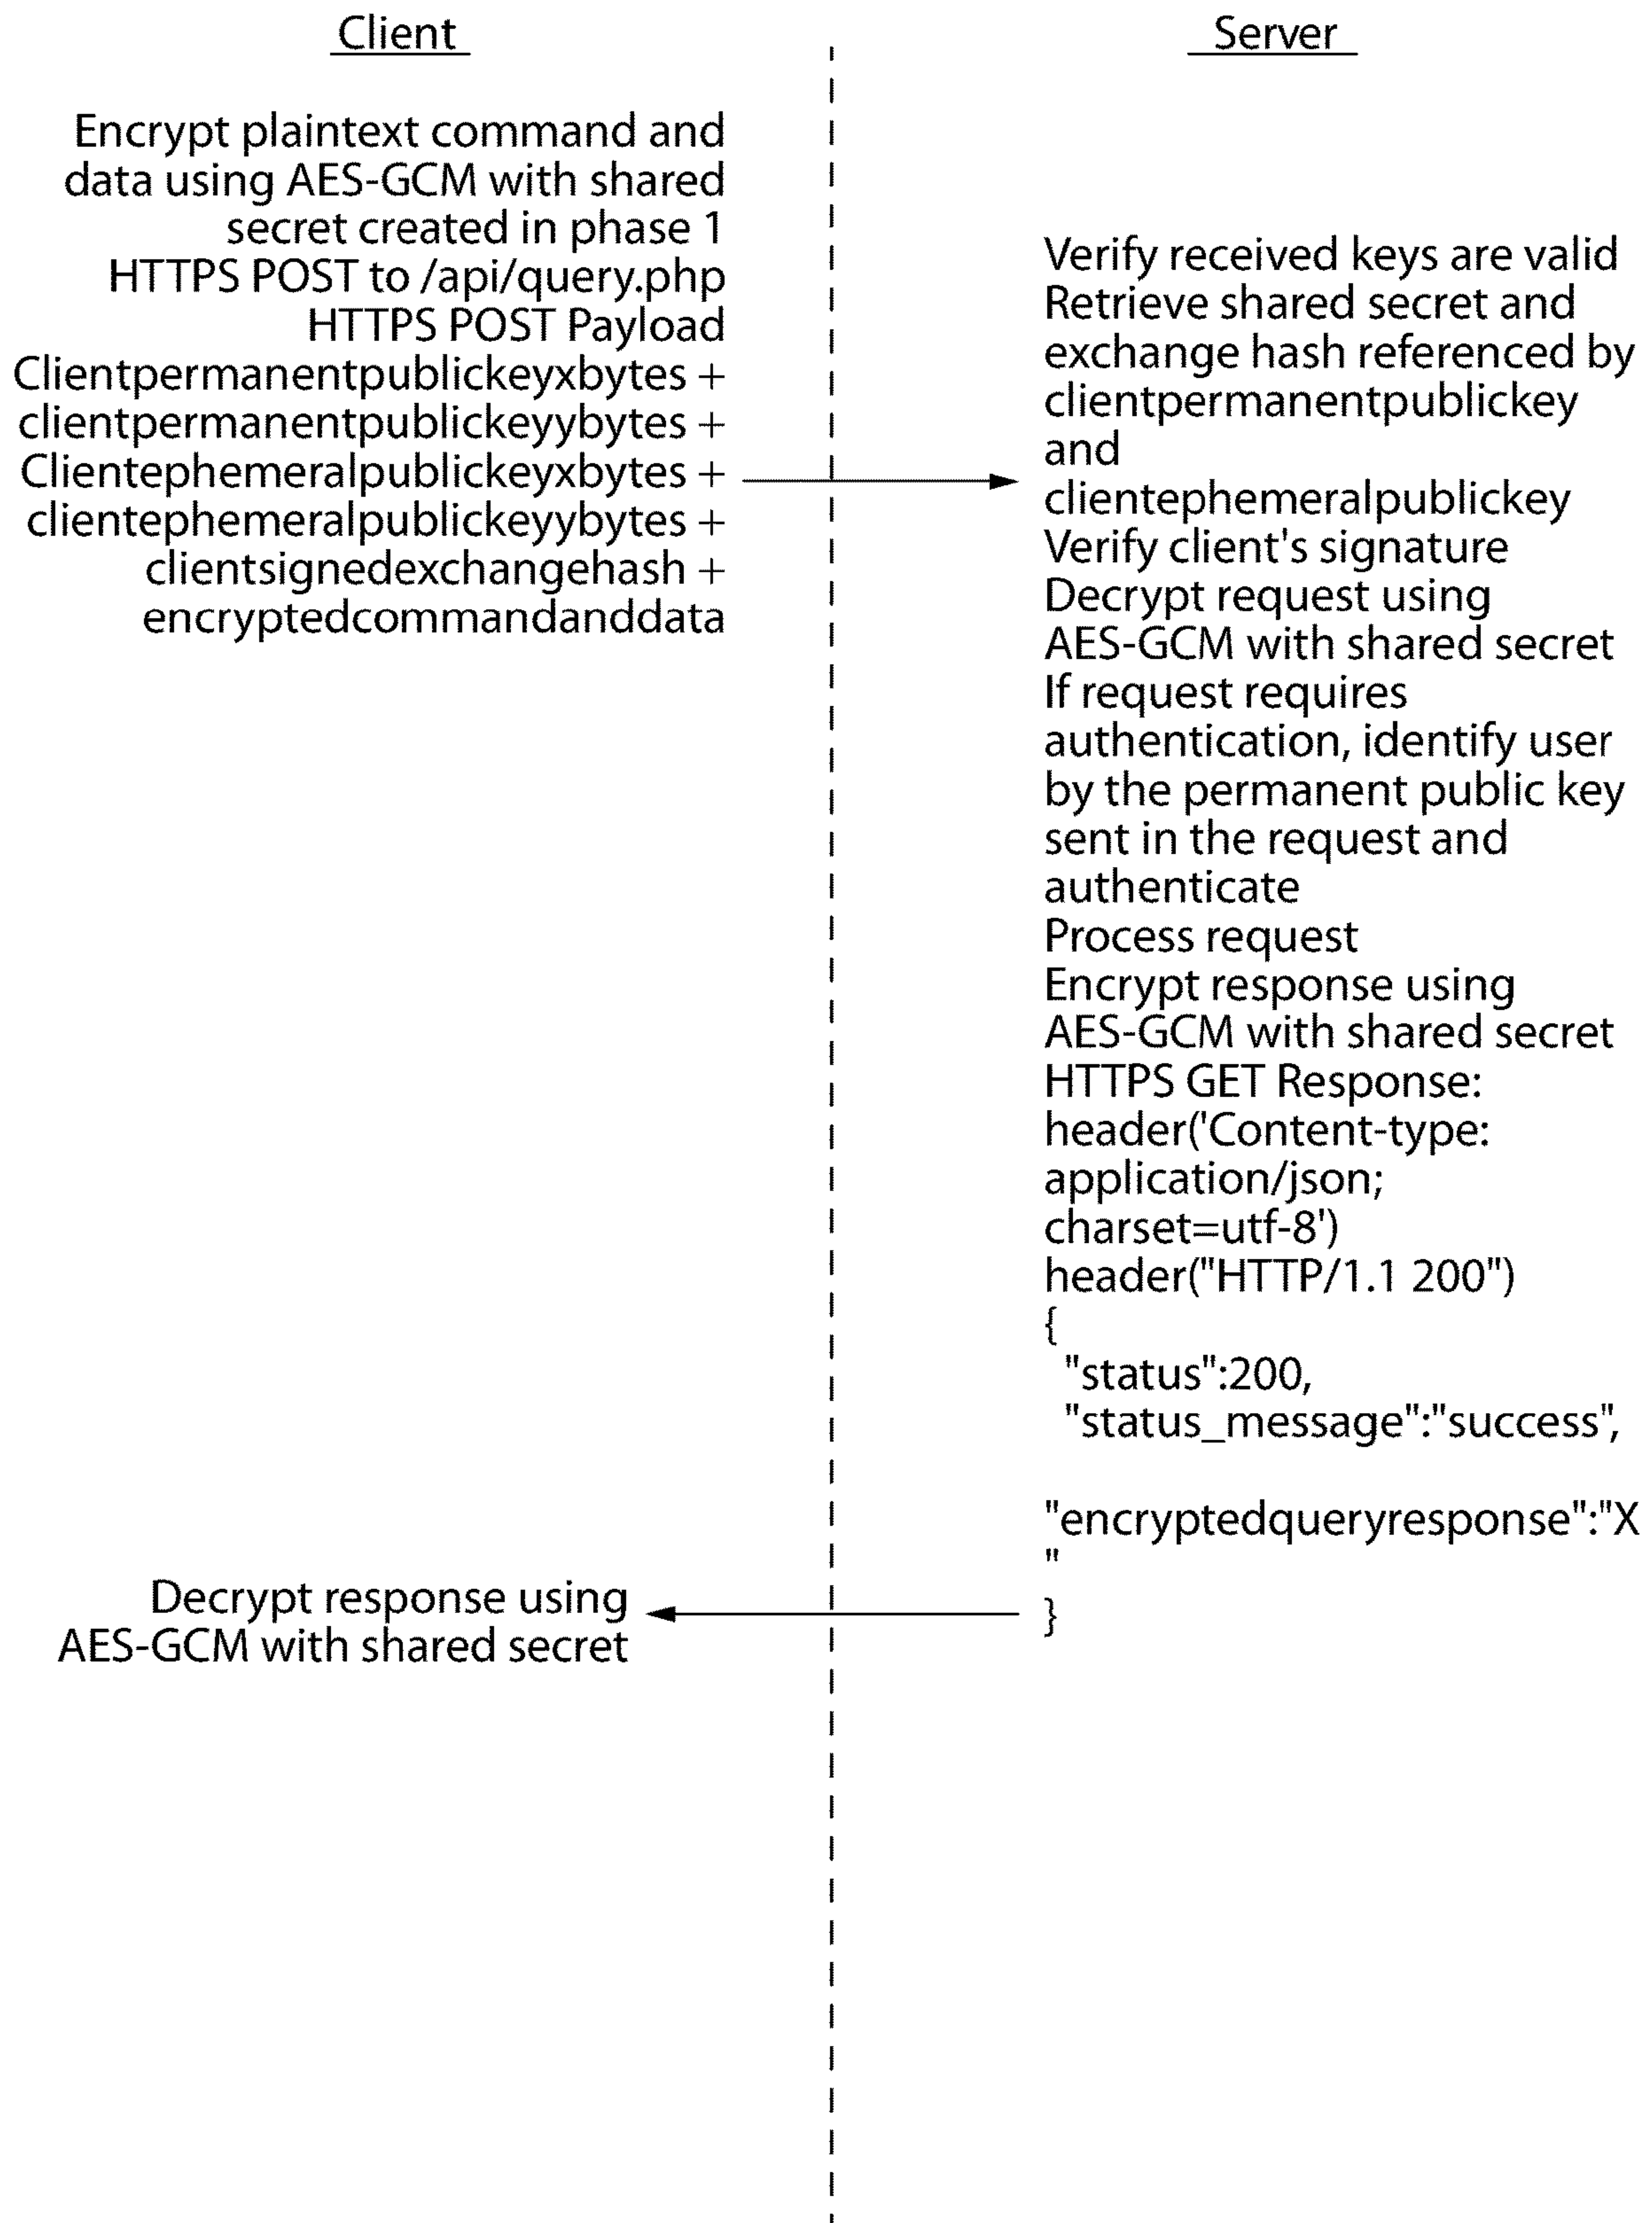 Client
Encrypt plaintext command and
data using AES-GCM with shared
secret created in phase 1
HTTPS POST to /api/query.php
HTTPS POST Payload
Clientpermanentpublickeyxbytes +
clientpermanentpublickeyybytes +
Clientephemeralpublickeyxbytes +
clientephemeralpublickeyybytes +
clientsignedexchangehash +
encryptedcommandanddata
Server
Verify received keys are valid
Retrieve shared secret and
exchange hash referenced by
clientpermanentpublickey
and
clientephemeralpublickey
Verify client's signature
Decrypt request using
AES-GCM with shared secret
If request requires
authentication, identify user
by the permanent public key
sent in the request and
authenticate
Process request
Encrypt response using
AES-GCM with shared secret
HTTPS GET Response:
header('Content-type:
application/json;
charset=utf-8')
header("HTTP/1.1 200")
{
"status":200,
"status_message":"success",
"encryptedqueryresponse":"X
"
}
Decrypt response using
AES-GCM with shared secret